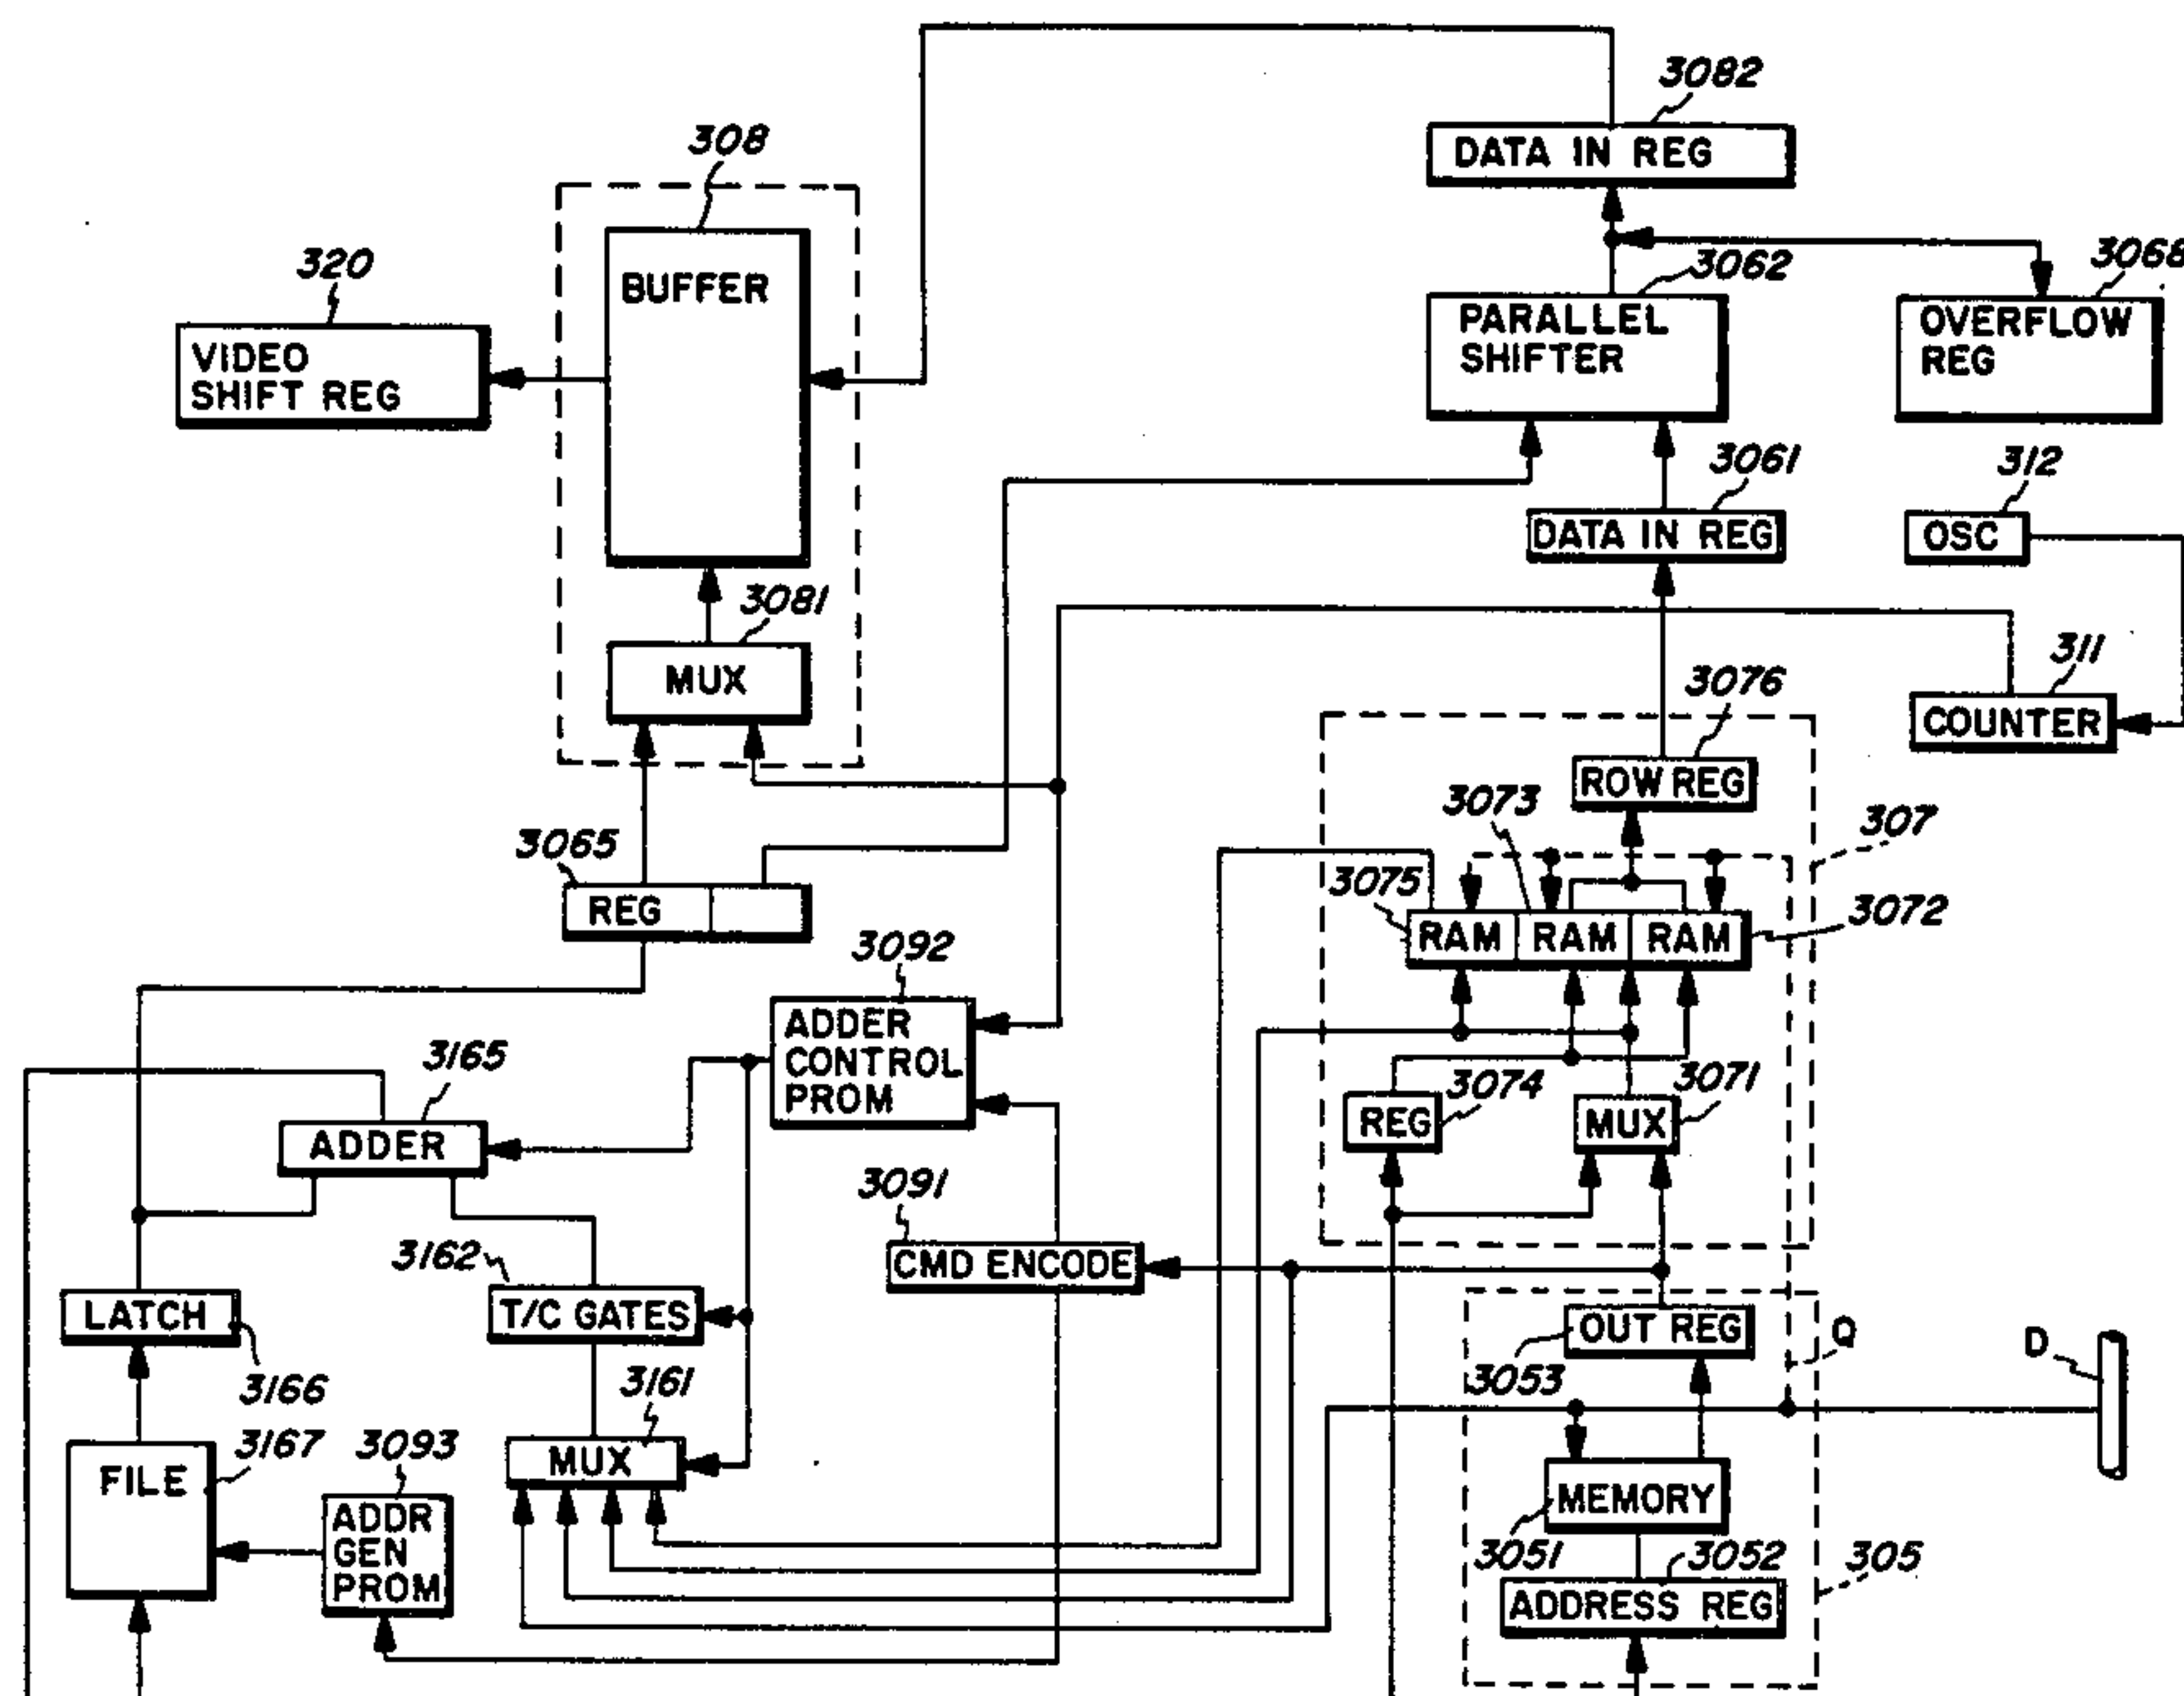 3082
DATA IN REG
308
BUFFER
320
VIDEO
SHIFT REG
3062
PARALLEL
SHIFTER
3068
OVERFLOW
REG
3061
DATA IN REG
312
OSC
3081
MUX
311
COUNTER
3076
ROW REG
3073
307
3065
REG
3075
RAM
RAM
RAM
3072
3092
ADDER
CONTROL
PROM
3165
ADDER
3074
REG
3071
MUX
3091
CMD ENCODE
3162
T/C GATES
LATCH
3166
OUT REG
3053
Q
D
3161
MUX
3167
FILE
3093
ADDR
GEN
PROM
MEMORY
3051
3052
ADDRESS REG
305